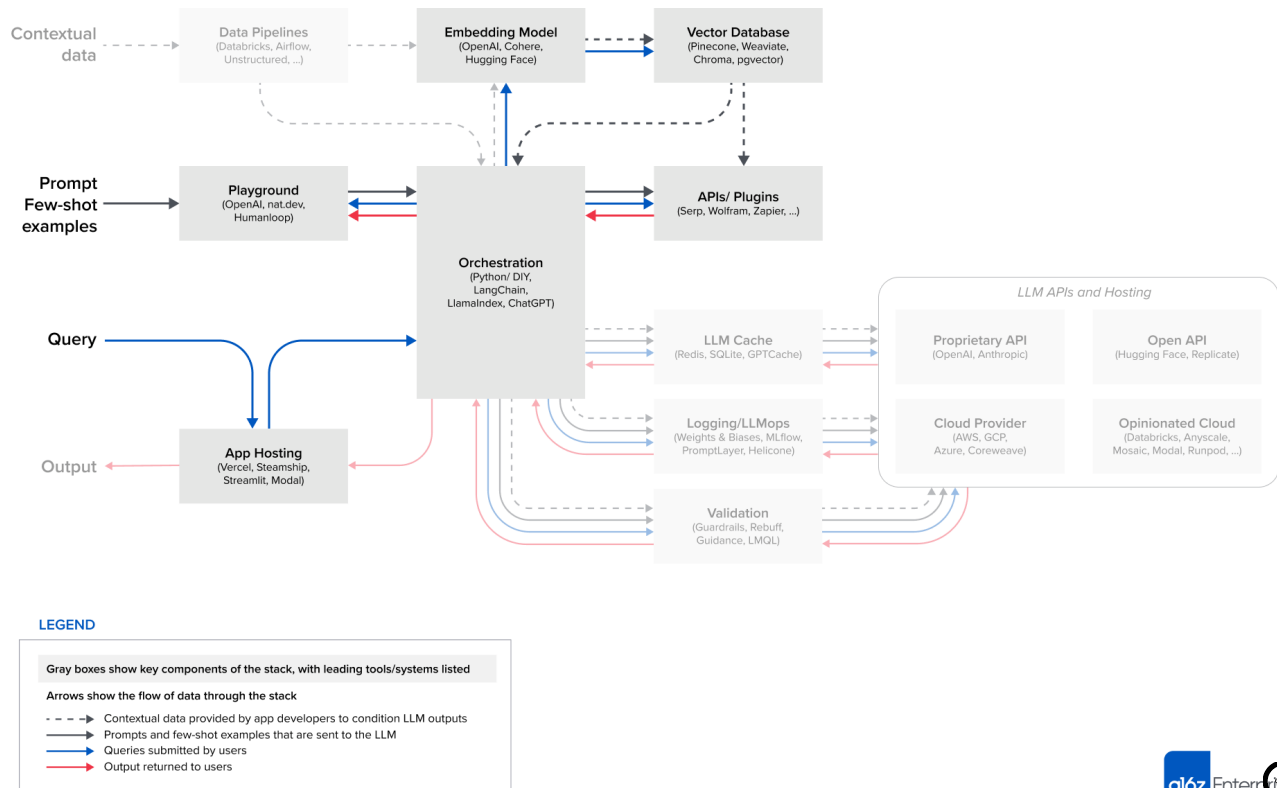 Contextual
data
Data Pipelines
(Databricks, Airflow,
Unstructured, ...)
Embedding Model
(OpenAI, Cohere,
Hugging Face)
Vector Database
(Pinecone, Weaviate,
Chroma, pgvector)
Prompt
Few-shot
examples
Playground
(OpenAI, nat.dev,
Humanloop)
Orchestration
(Python/ DIY,
LangChain,
LlamaIndex, ChatGPT)
APIs/ Plugins
(Serp, Wolfram, Zapier, ...)
Query
App Hosting
(Vercel, Steamship,
Streamlit, Modal)
Output
LLM Cache
(Redis, SQLite, GPTCache)
Logging/LLMops
(Weights & Biases, MLflow,
PromptLayer, Helicone)
Validation
(Guardrails, Rebuff,
Guidance, LMQL)
LLM APIs and Hosting
Proprietary API
(OpenAI, Anthropic)
Open API
(Hugging Face, Replicate)
Cloud Provider
(AWS, GCP,
Azure, Coreweave)
Opinionated Cloud
(Databricks, Anyscale,
Mosaic, Modal, Runpod, ...)
LEGEND
Gray boxes show key components of the stack, with leading tools/systems listed
Arrows show the flow of data through the stack
Contextual data provided by app developers to condition LLM outputs
Prompts and few-shot examples that are sent to the LLM
Queries submitted by users
Output returned to users
a16z